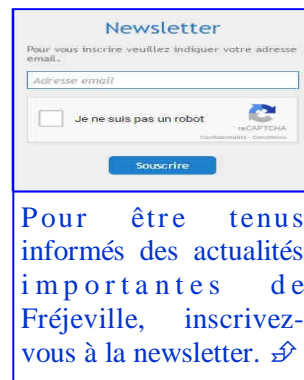 Newsletter
Pour vous inscrire veuillez indiquer votre adresse
email.
Adresse email
Je ne suis pas un robot
reCAPTCHA
Confidentialité - Conditions
Souscrire
Pour être tenus
informés des actualités
importantes de
Fréjeville, inscrivez-
vous à la newsletter.